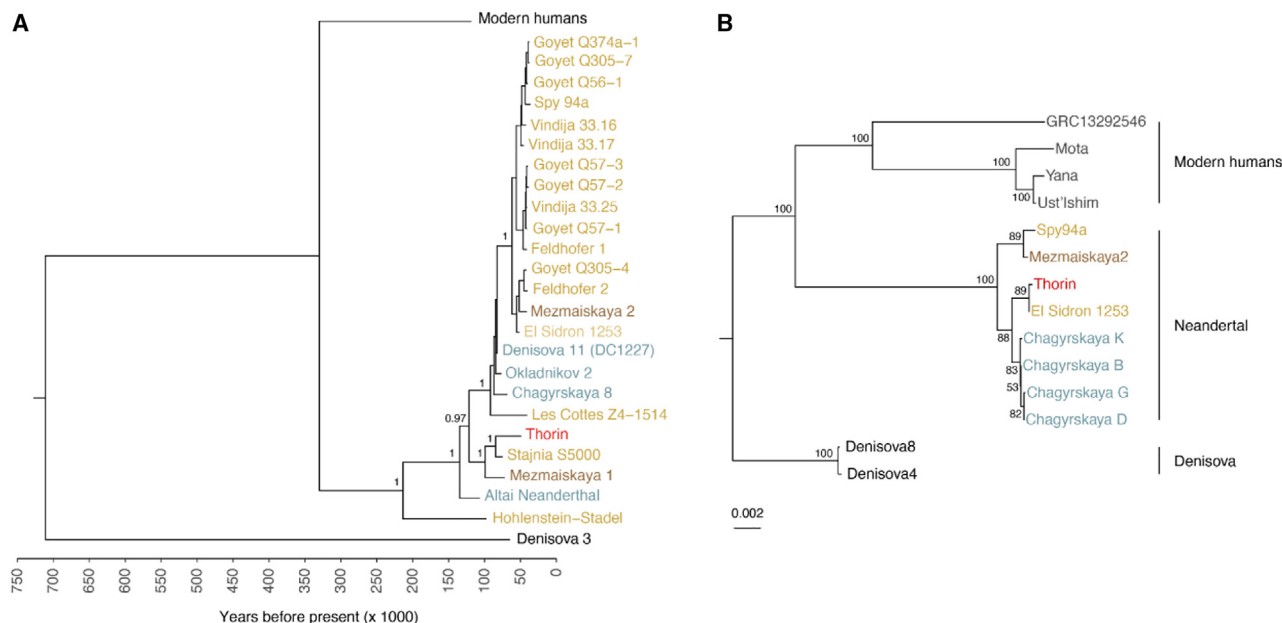 A
Modern humans
Goyet Q374a−1
Goyet Q305−7
Goyet Q56−1
Spy 94a
Vindija 33.16
Vindija 33.17
Goyet Q57−3
Goyet Q57−2
Vindija 33.25
Goyet Q57−1
1
Feldhofer 1
Goyet Q305−4
Feldhofer 2
Mezmaiskaya 2
El Sidron 1253
Denisova 11 (DC1227)
Okladnikov 2
1
Chagyrskaya 8
Les Cottes Z4−1514
0.97
Thorin
1
Stajnia S5000
1
1
Mezmaiskaya 1
Altai Neanderthal
1
Hohlenstein−Stadel
Denisova 3
750 700 650 600 550 500 450 400 350 300 250 200 150 100 50 0
Years before present (x 1000)
B
GRC13292546
100
Mota
100
Yana
100
Ust'Ishim
Modern humans
100
Spy94a
89
Mezmaiskaya2
100
Thorin
89
El Sidron 1253
88
Chagyrskaya K
83
Chagyrskaya B
53
Chagyrskaya G
82
Chagyrskaya D
Neandertal
Denisova8
100
Denisova4
Denisova
0.002